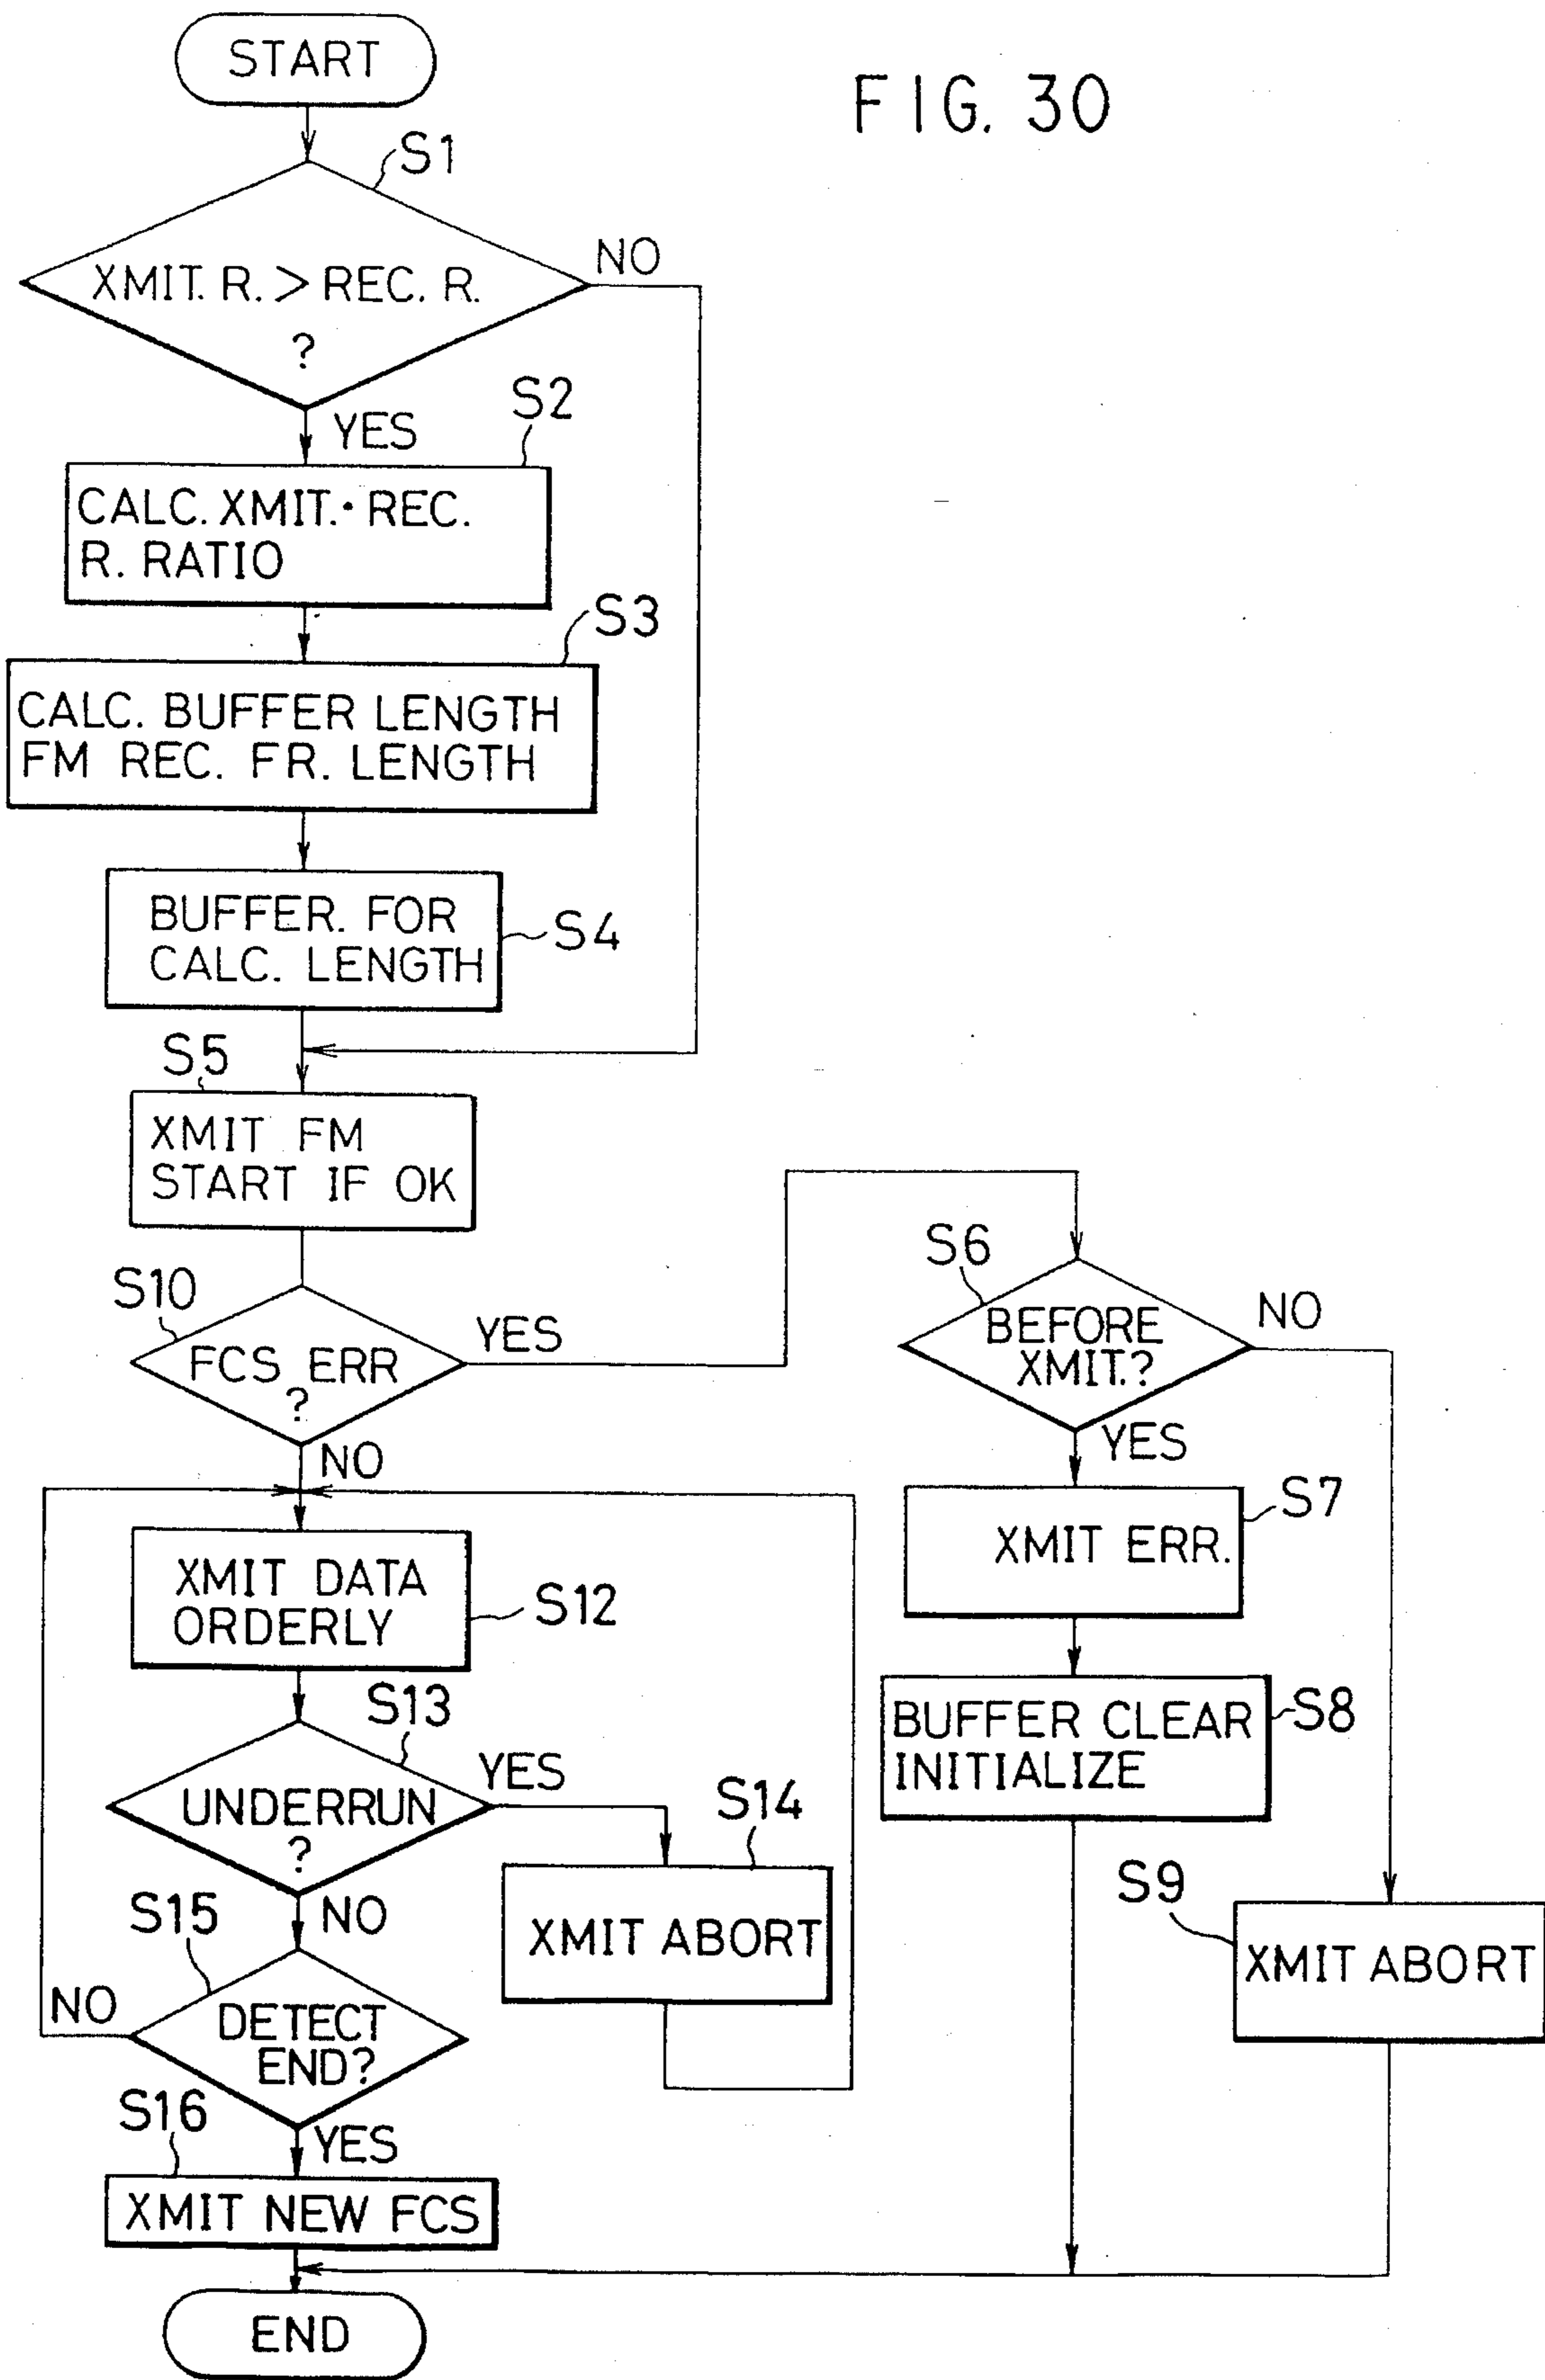 START
FIG. 30
S1
XMIT. R. > REC. R.
?
NO
YES
S2
CALC. XMIT.· REC.
R. RATIO
S3
CALC. BUFFER LENGTH
FM REC. FR. LENGTH
BUFFER. FOR
CALC. LENGTH
S4
S5
XMIT FM
START IF OK
S10
FCS ERR
?
YES
NO
S6
BEFORE
XMIT.?
NO
YES
S7
XMIT ERR.
S8
BUFFER CLEAR
INITIALIZE
S9
XMIT ABORT
XMIT DATA
ORDERLY
S12
S13
UNDERRUN
?
YES
NO
S14
XMIT ABORT
S15
DETECT
END?
NO
YES
S16
XMIT NEW FCS
END